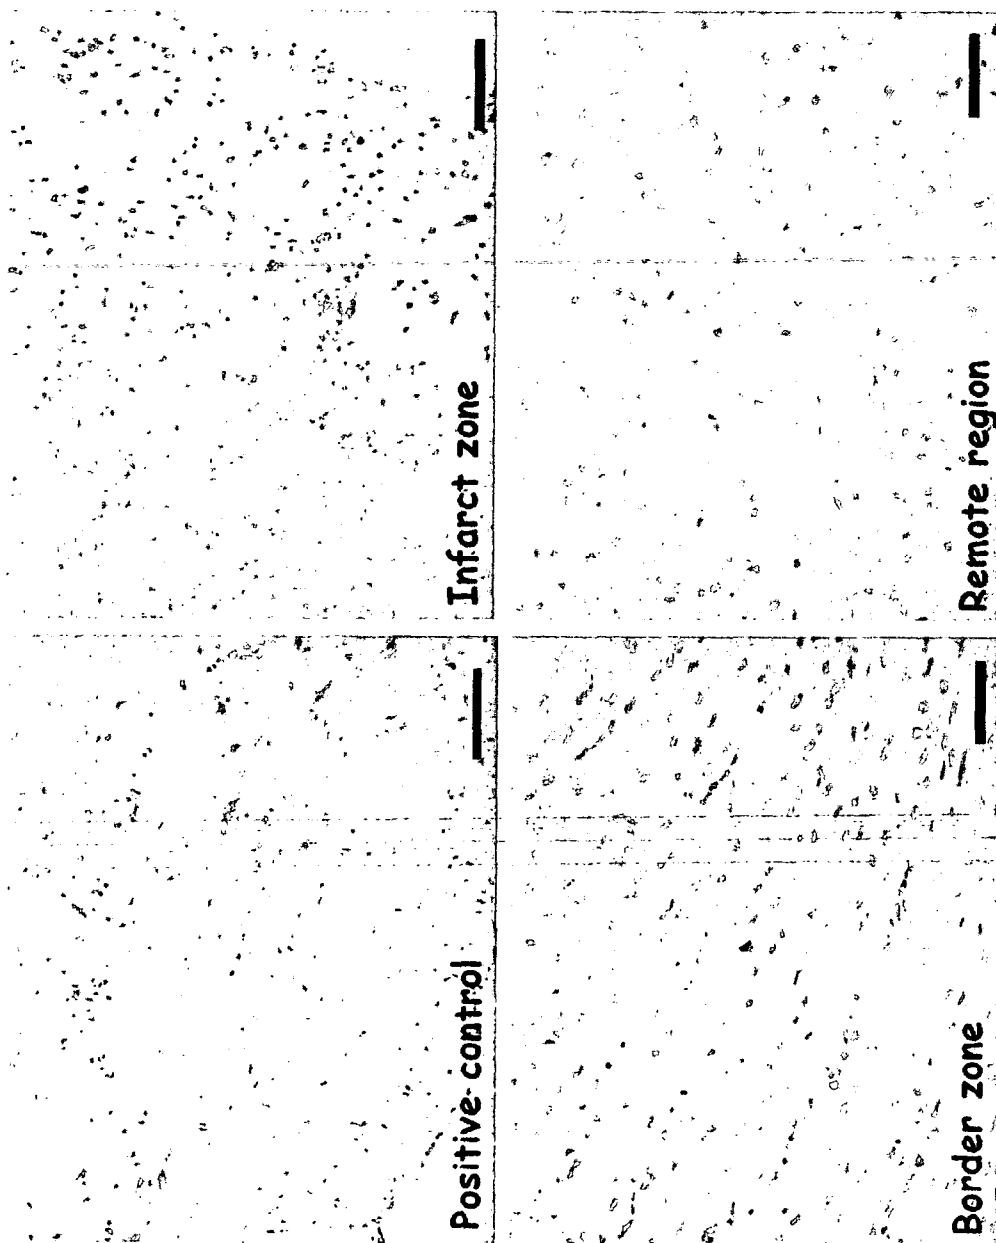 Positive control
Infarct zone
Border zone
Remote region